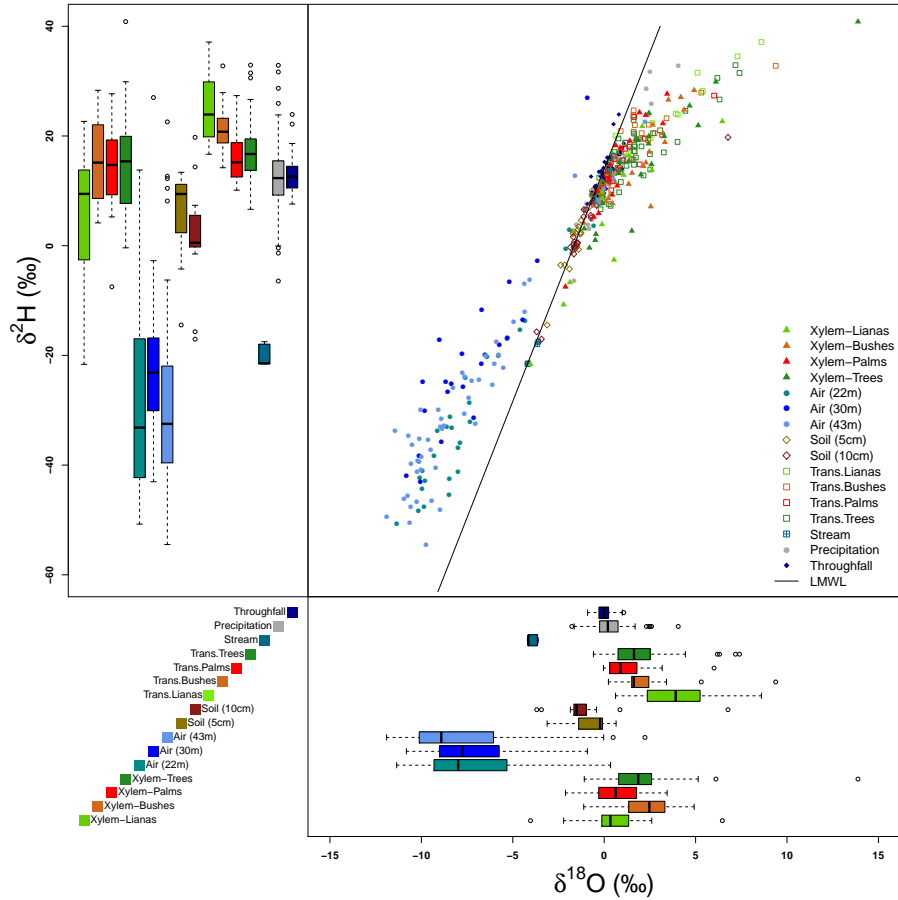 40
20
0
−20
−40
−60
δ2H (‰)
Xylem−Lianas
Xylem−Bushes
Xylem−Palms
Xylem−Trees
Air (22m)
Air (30m)
Air (43m)
Soil (5cm)
Soil (10cm)
Trans.Lianas
Trans.Bushes
Trans.Palms
Trans.Trees
Stream
Precipitation
Throughfall
LMWL
Throughfall
Precipitation
Stream
Trans.Trees
Trans.Palms
Trans.Bushes
Trans.Lianas
Soil (10cm)
Soil (5cm)
Air (43m)
Air (30m)
Air (22m)
Xylem−Trees
Xylem−Palms
Xylem−Bushes
Xylem−Lianas
−15 −10 −5 0 5 10 15
δ18O (‰)